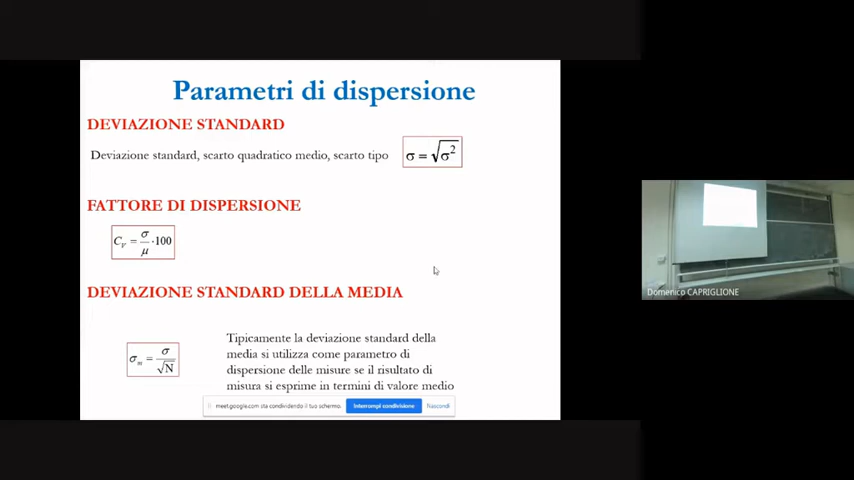 Parametri di dispersione
DEVIAZIONE STANDARD
Deviazione standard, scarto quadratico medio, scarto tipo
σ = √σ²
FATTORE DI DISPERSIONE
C_V = σ/μ · 100
DEVIAZIONE STANDARD DELLA MEDIA
σ_m = σ/√N
Tipicamente la deviazione standard della
media si utilizza come parametro di
dispersione delle misure se il risultato di
misura si esprime in termini di valore medio
meet.google.com sta condividendo il tuo schermo.
Interrompi condivisione
Nascondi
Domenico CAPRIGLIONE